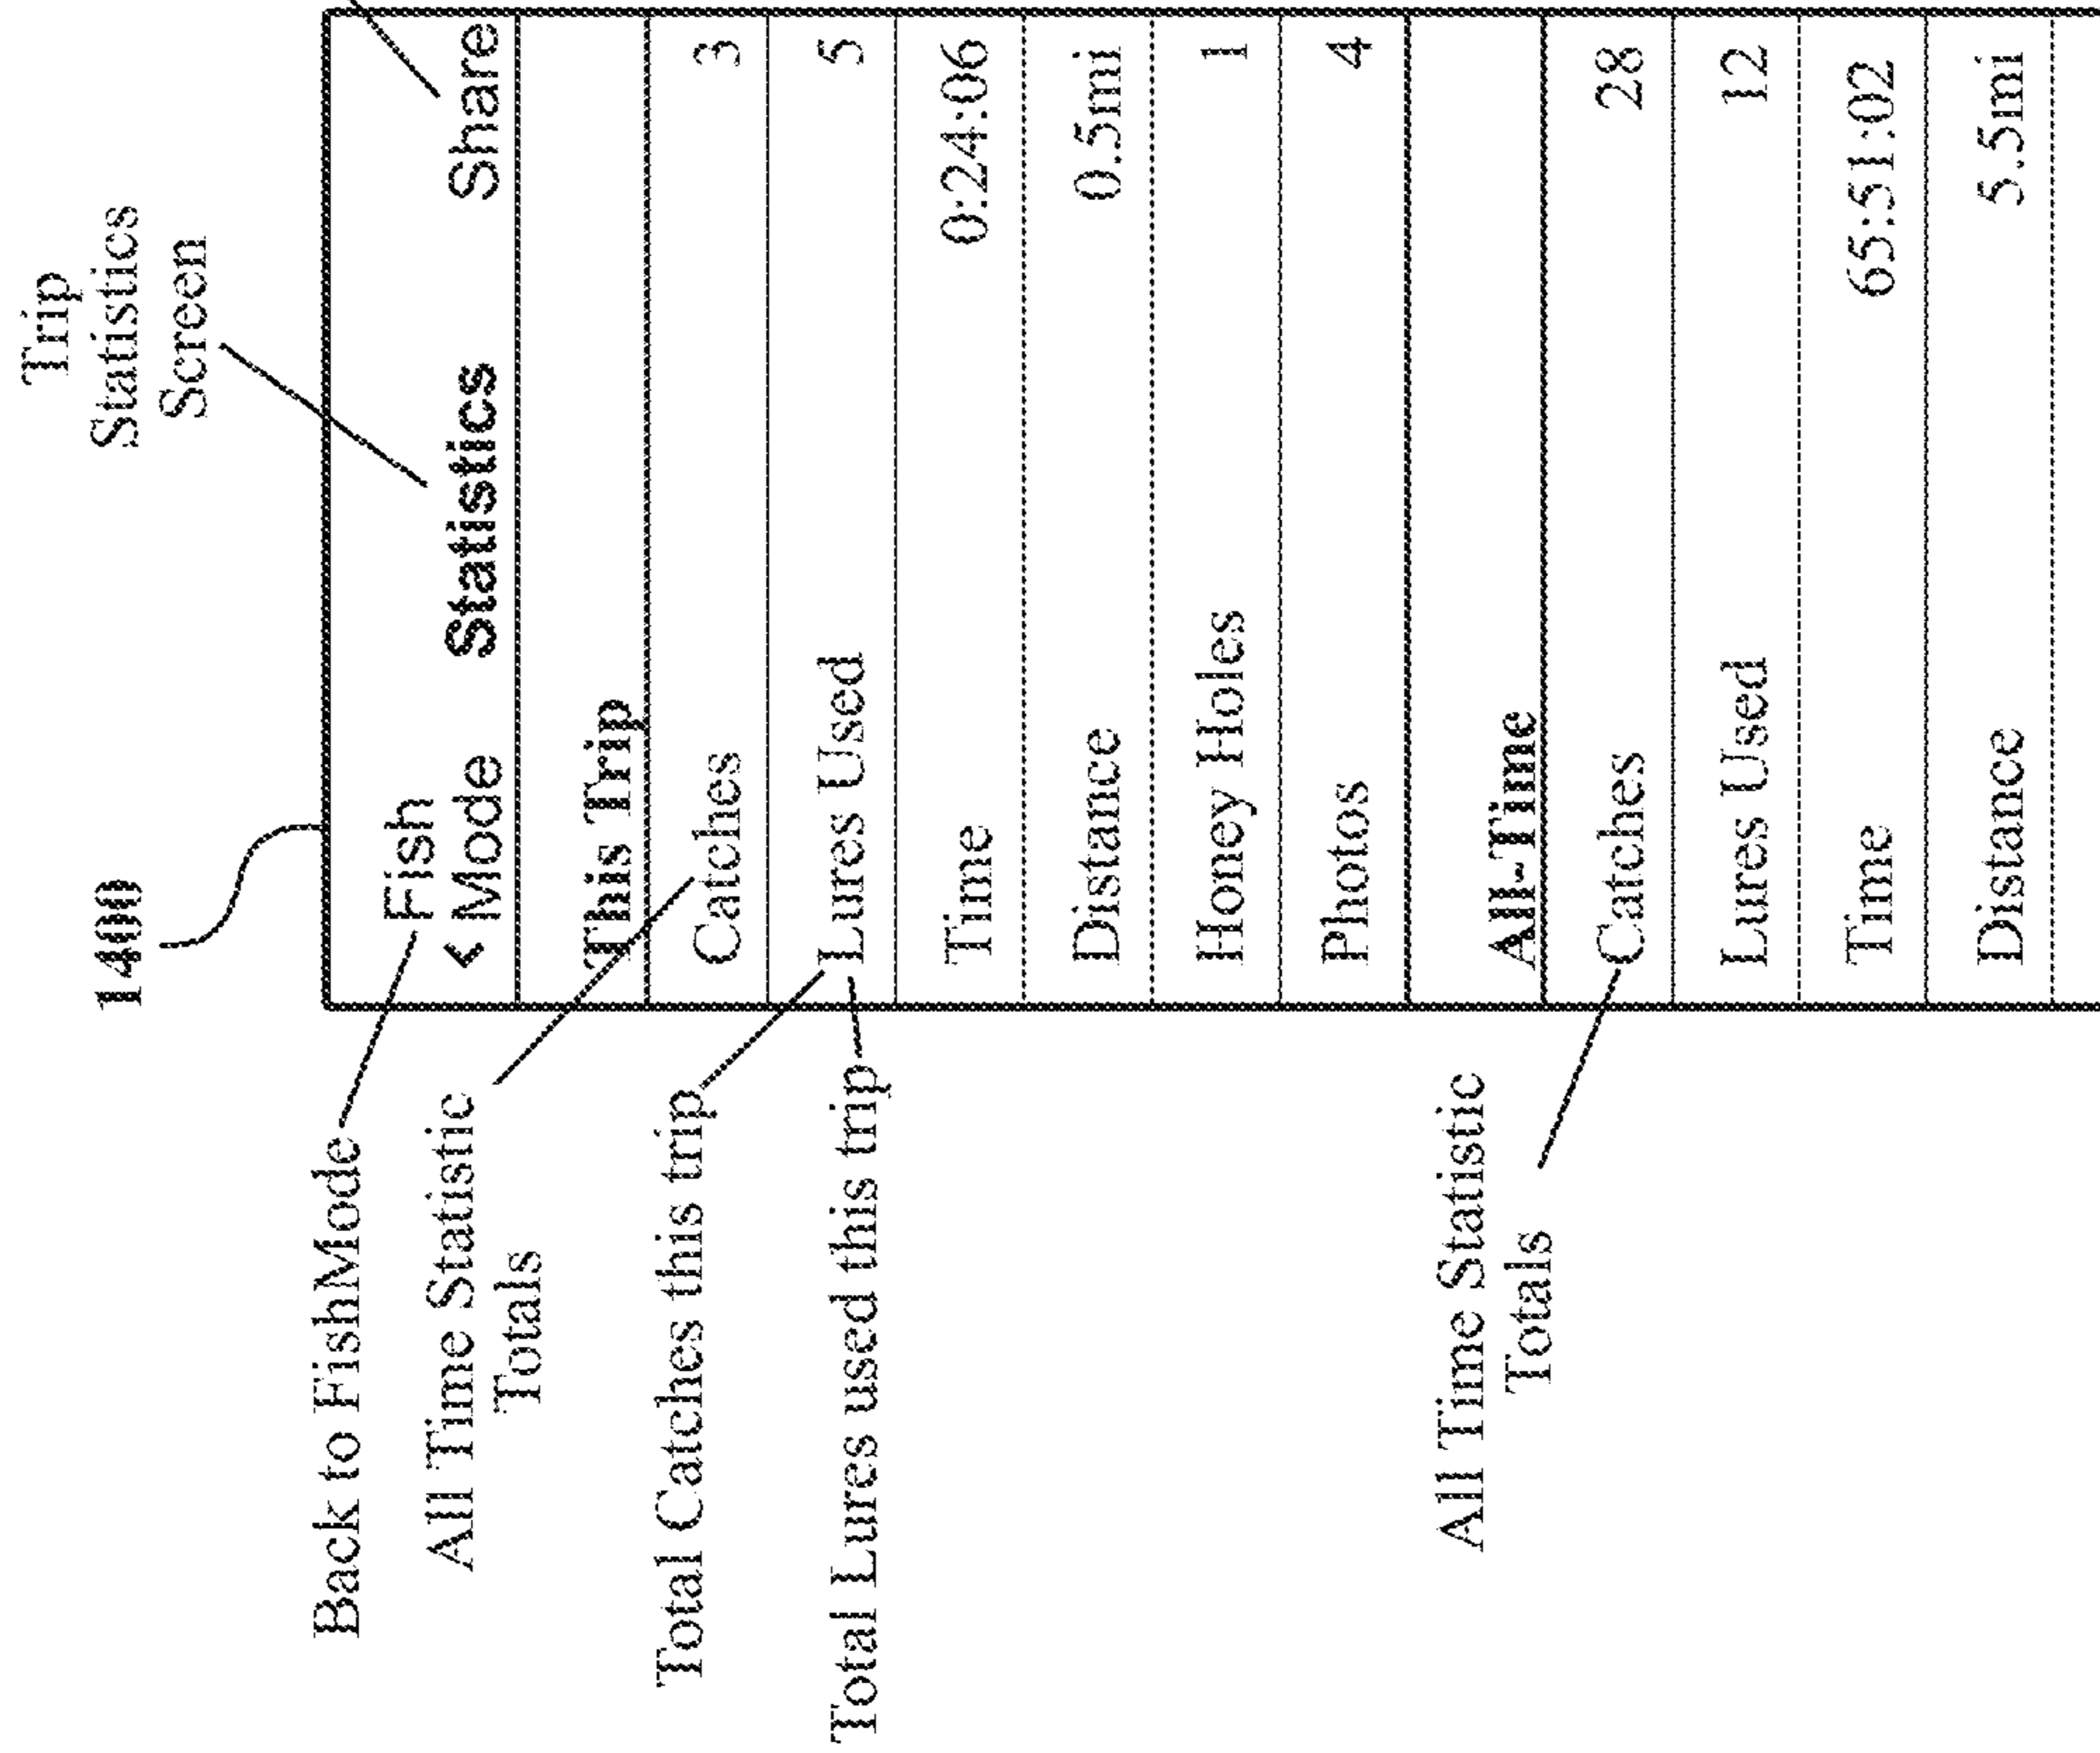 1400
Trip
Statistics
Screen
Back to FishMode
All Time Statistic
Totals
Total Catches this trip
Total Lures used this trip
All Time Statistic
Totals
Fish
< Mode Statistics Share
This Trip
Catches 3
Lures Used 5
Time 0:24:06
Distance 0.5mi
Honey Holes 1
Photos 4
All-Time
Catches 28
Lures Used 12
Time 65:51:02
Distance 5.5mi